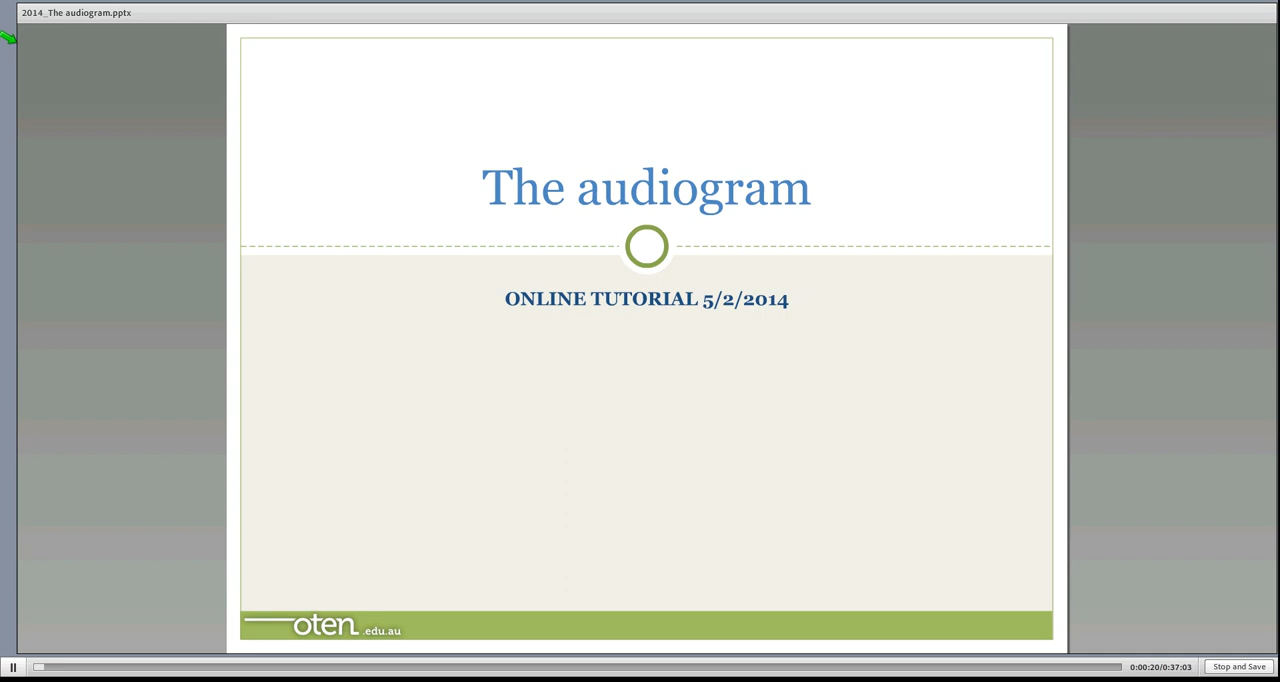 2014_The audiogram.pptx
The audiogram
ONLINE TUTORIAL 5/2/2014
oten.edu.au
0:00:20/0:37:03
Stop and Save